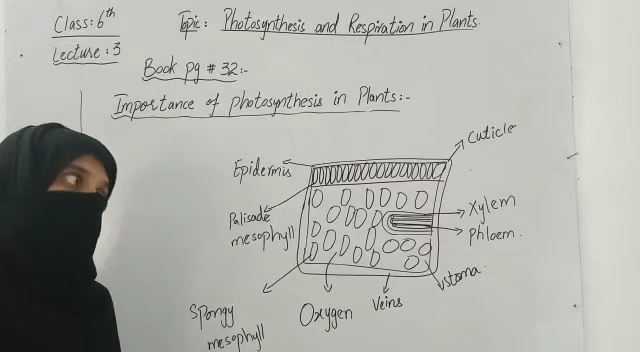 Class: 6th
Topic: Photosynthesis and Respiration in Plants.
Lecture: 3
Book pg # 32:-
Importance of photosynthesis in Plants:-
Cuticle
Epidermis
Palisade
mesophyll
Xylem
Phloem.
stoma
Spongy
mesophyll
Oxygen
Veins